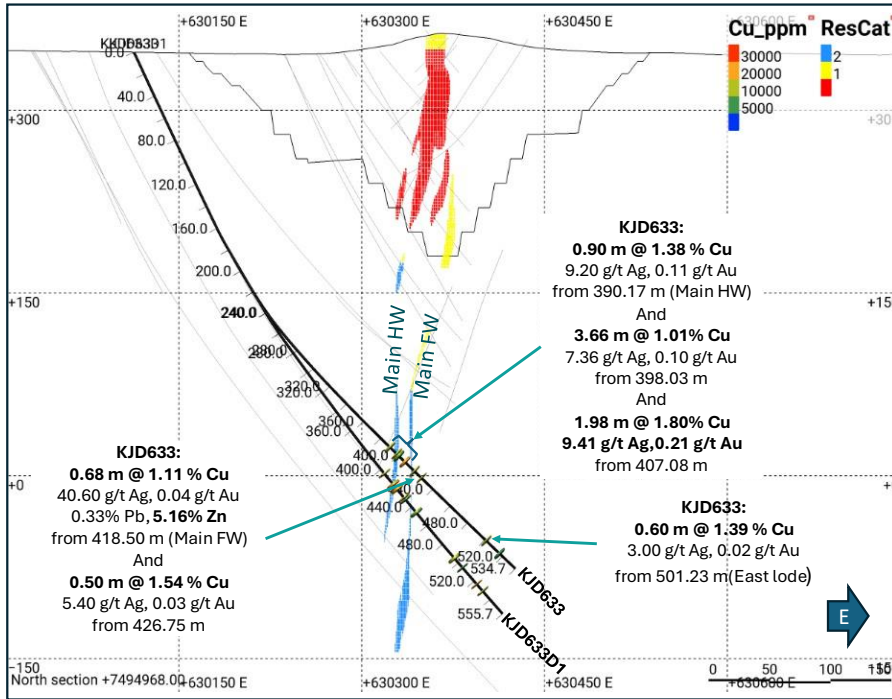 +630150 E
+630300 E
+630450 E
+630600 E
Cu_ppm
ResCat
30000
20000
10000
5000
2
1
0.0
40.0
80.0
120.0
160.0
200.0
240.0
280.0
320.0
320.0
360.0
360.0
400.0
400.0
440.0
480.0
480.0
520.0
520.0
534.7
555.7
+300
+150
+0
-150
Main HW
Main FW
KJD633:
0.90 m @ 1.38 % Cu
9.20 g/t Ag, 0.11 g/t Au
from 390.17 m (Main HW)
And
3.66 m @ 1.01% Cu
7.36 g/t Ag, 0.10 g/t Au
from 398.03 m
And
1.98 m @ 1.80% Cu
9.41 g/t Ag,0.21 g/t Au
from 407.08 m
KJD633:
0.68 m @ 1.11 % Cu
40.60 g/t Ag, 0.04 g/t Au
0.33% Pb, 5.16% Zn
from 418.50 m (Main FW)
And
0.50 m @ 1.54 % Cu
5.40 g/t Ag, 0.03 g/t Au
from 426.75 m
KJD633:
0.60 m @ 1.39 % Cu
3.00 g/t Ag, 0.02 g/t Au
from 501.23 m(East lode)
KJD633
KJD633D1
E
North section +7494968.00
+630150 E
+630300 E
+630450 E
+630600 E
0 50 100 150